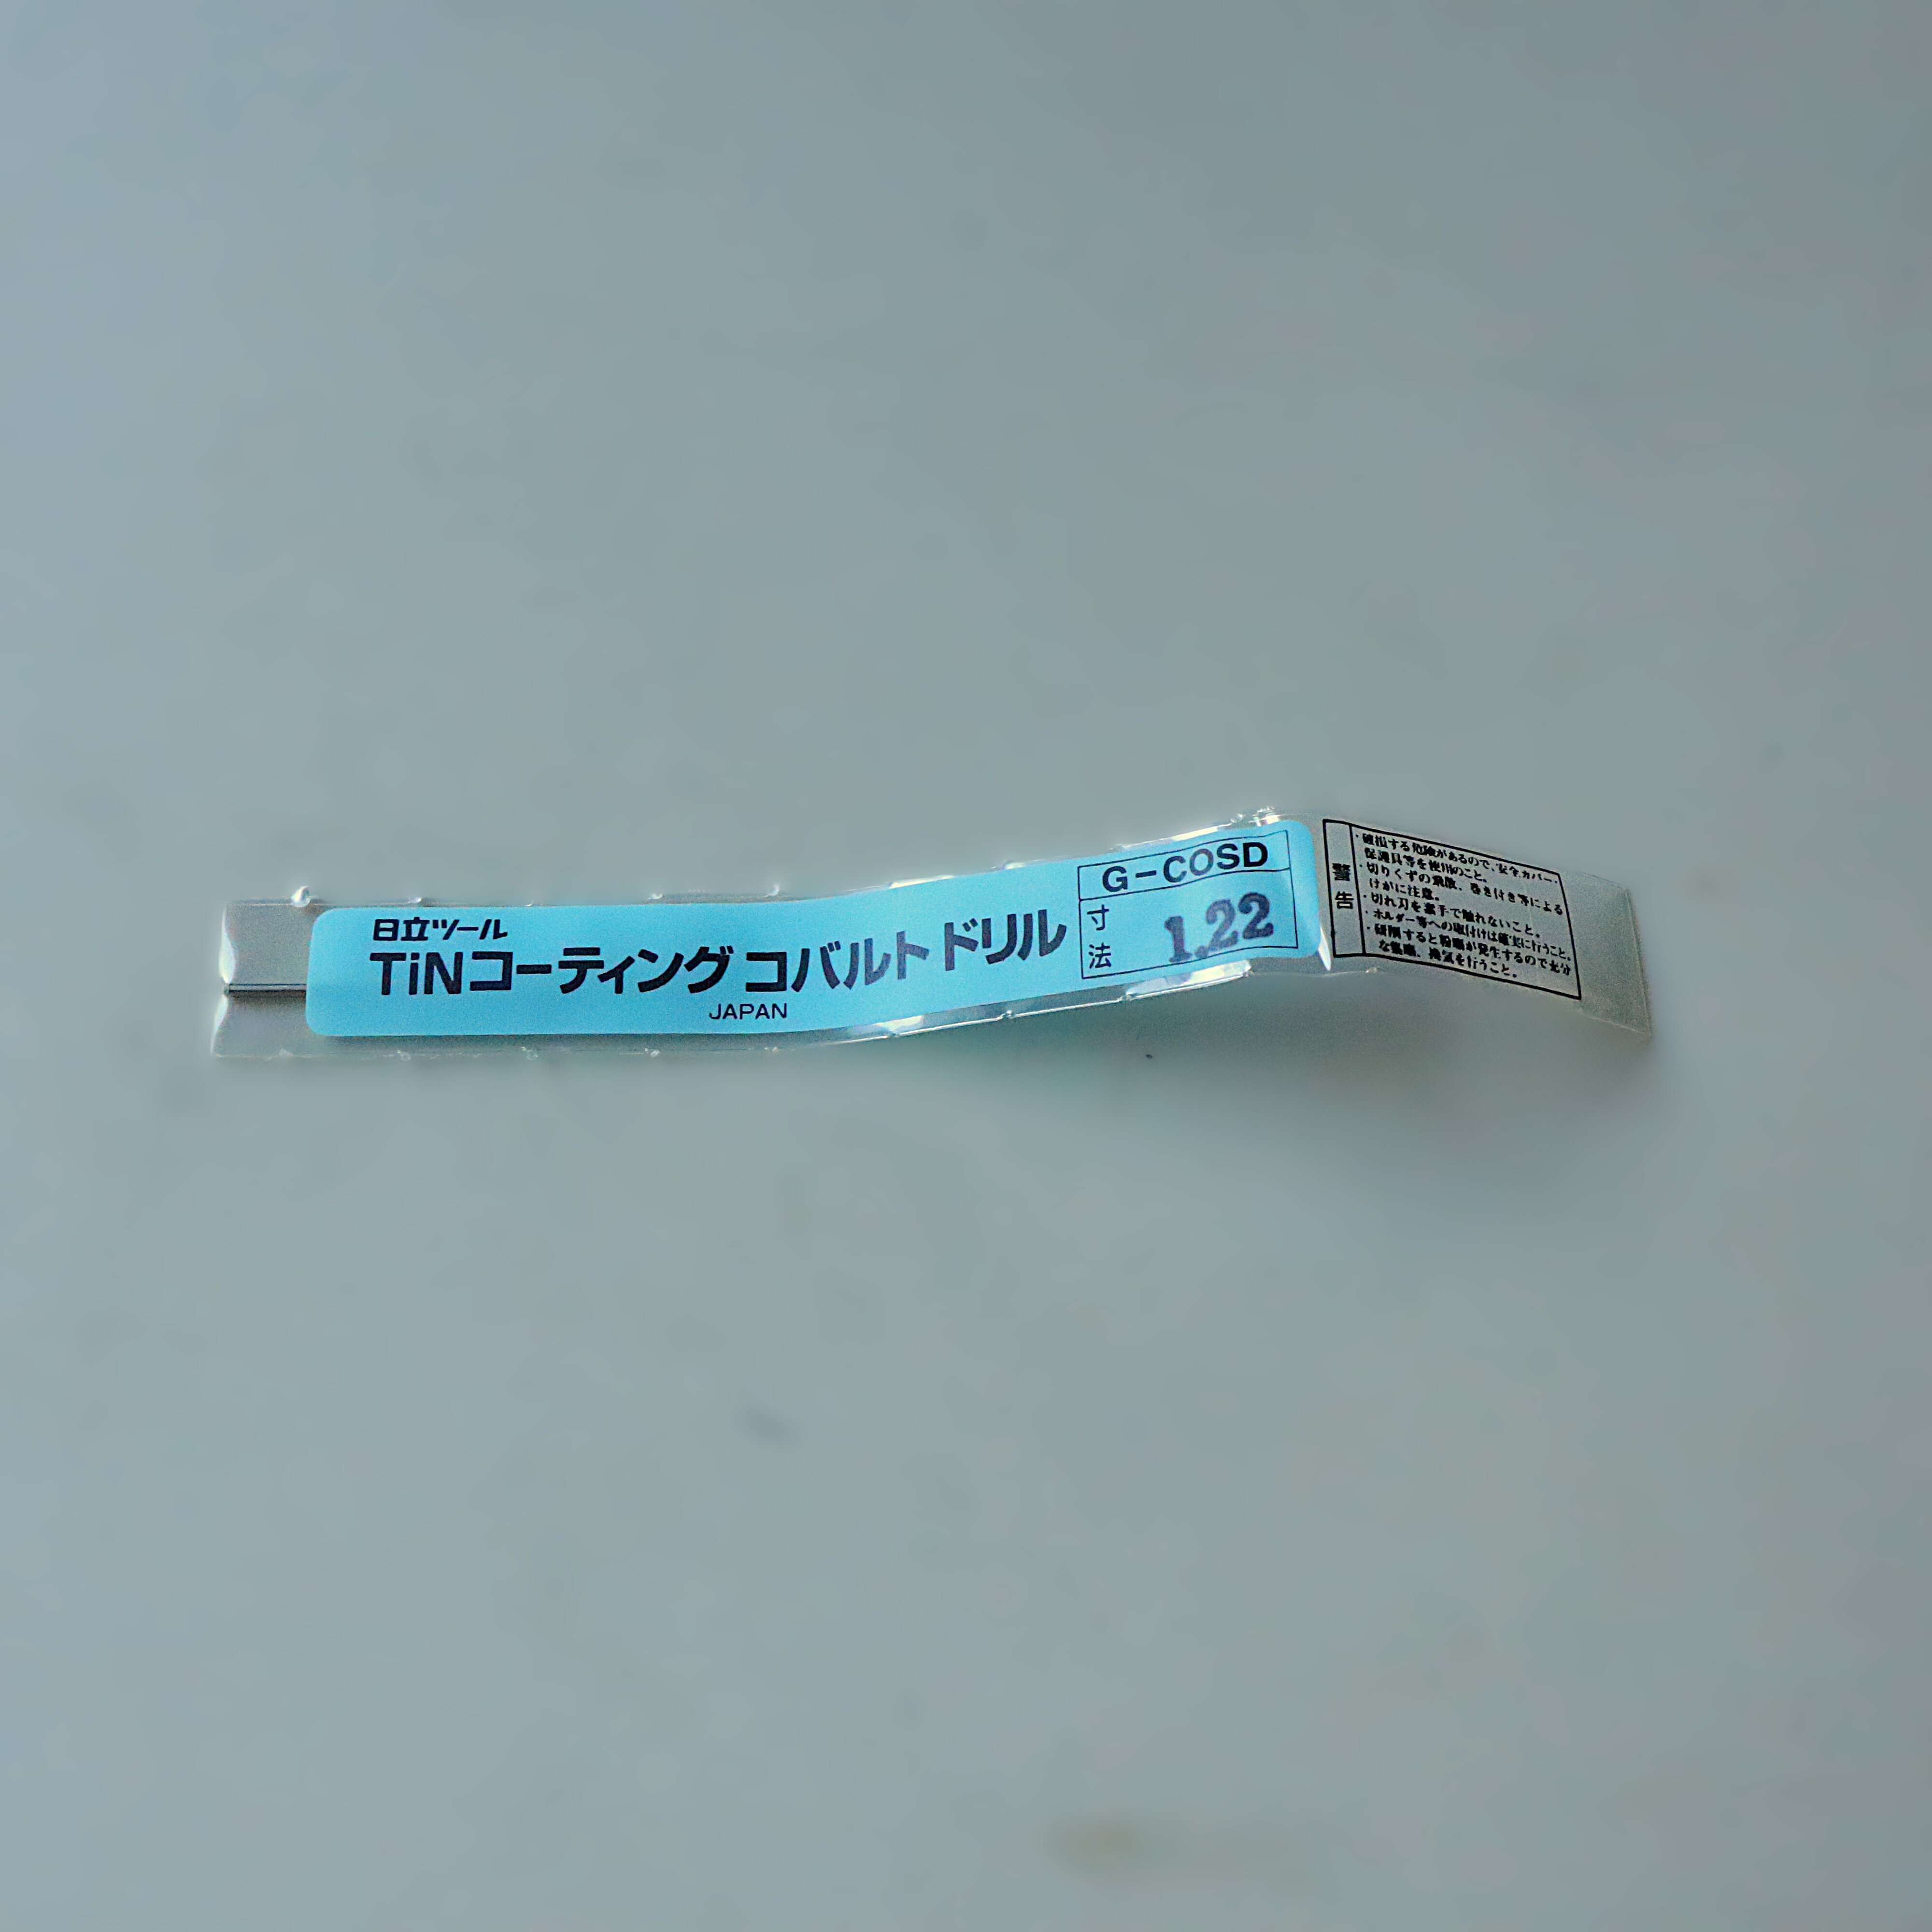 日立ツール
TiNコーティング コバルト ドリル
JAPAN
G-COSD
寸法
1.22
警告
・破損する危険があるので、安全カバー・
保護具等を使用のこと。
・切りくずの飛散、巻き付き等による
けがに注意。
・切れ刃を素手で触れないこと。
・ホルダー等への取付けは確実に行うこと。
・研削すると粉塵が発生するので充分
な集塵、換気を行うこと。